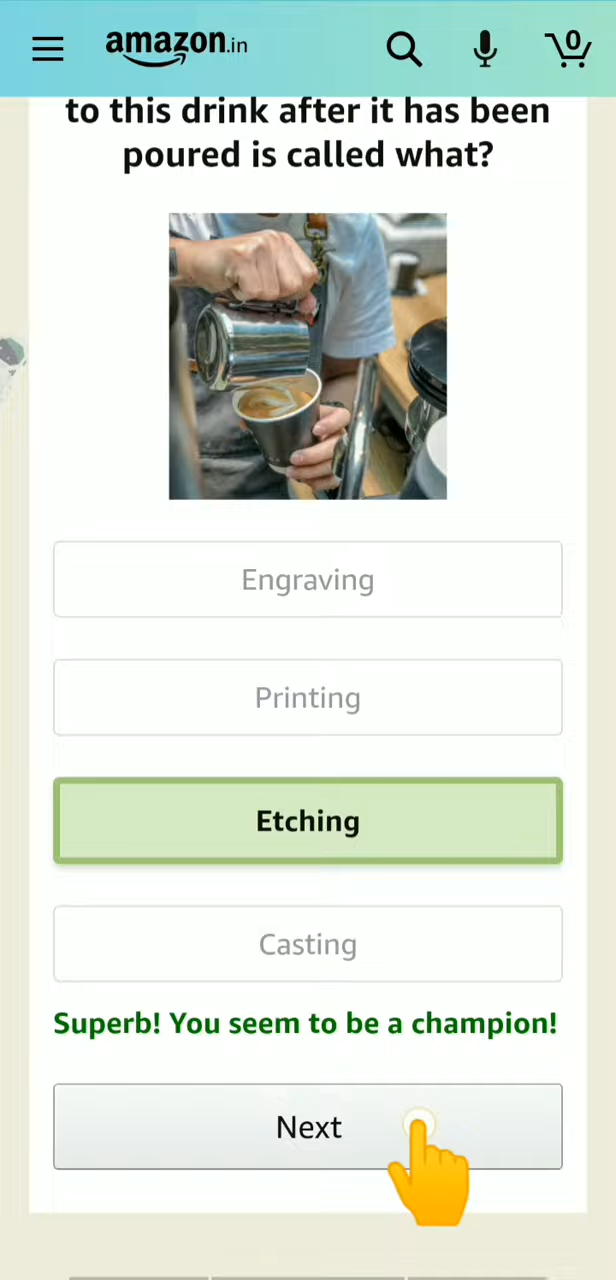 amazon.in
0
to this drink after it has been
poured is called what?
Engraving
Printing
Etching
Casting
Superb! You seem to be a champion!
Next